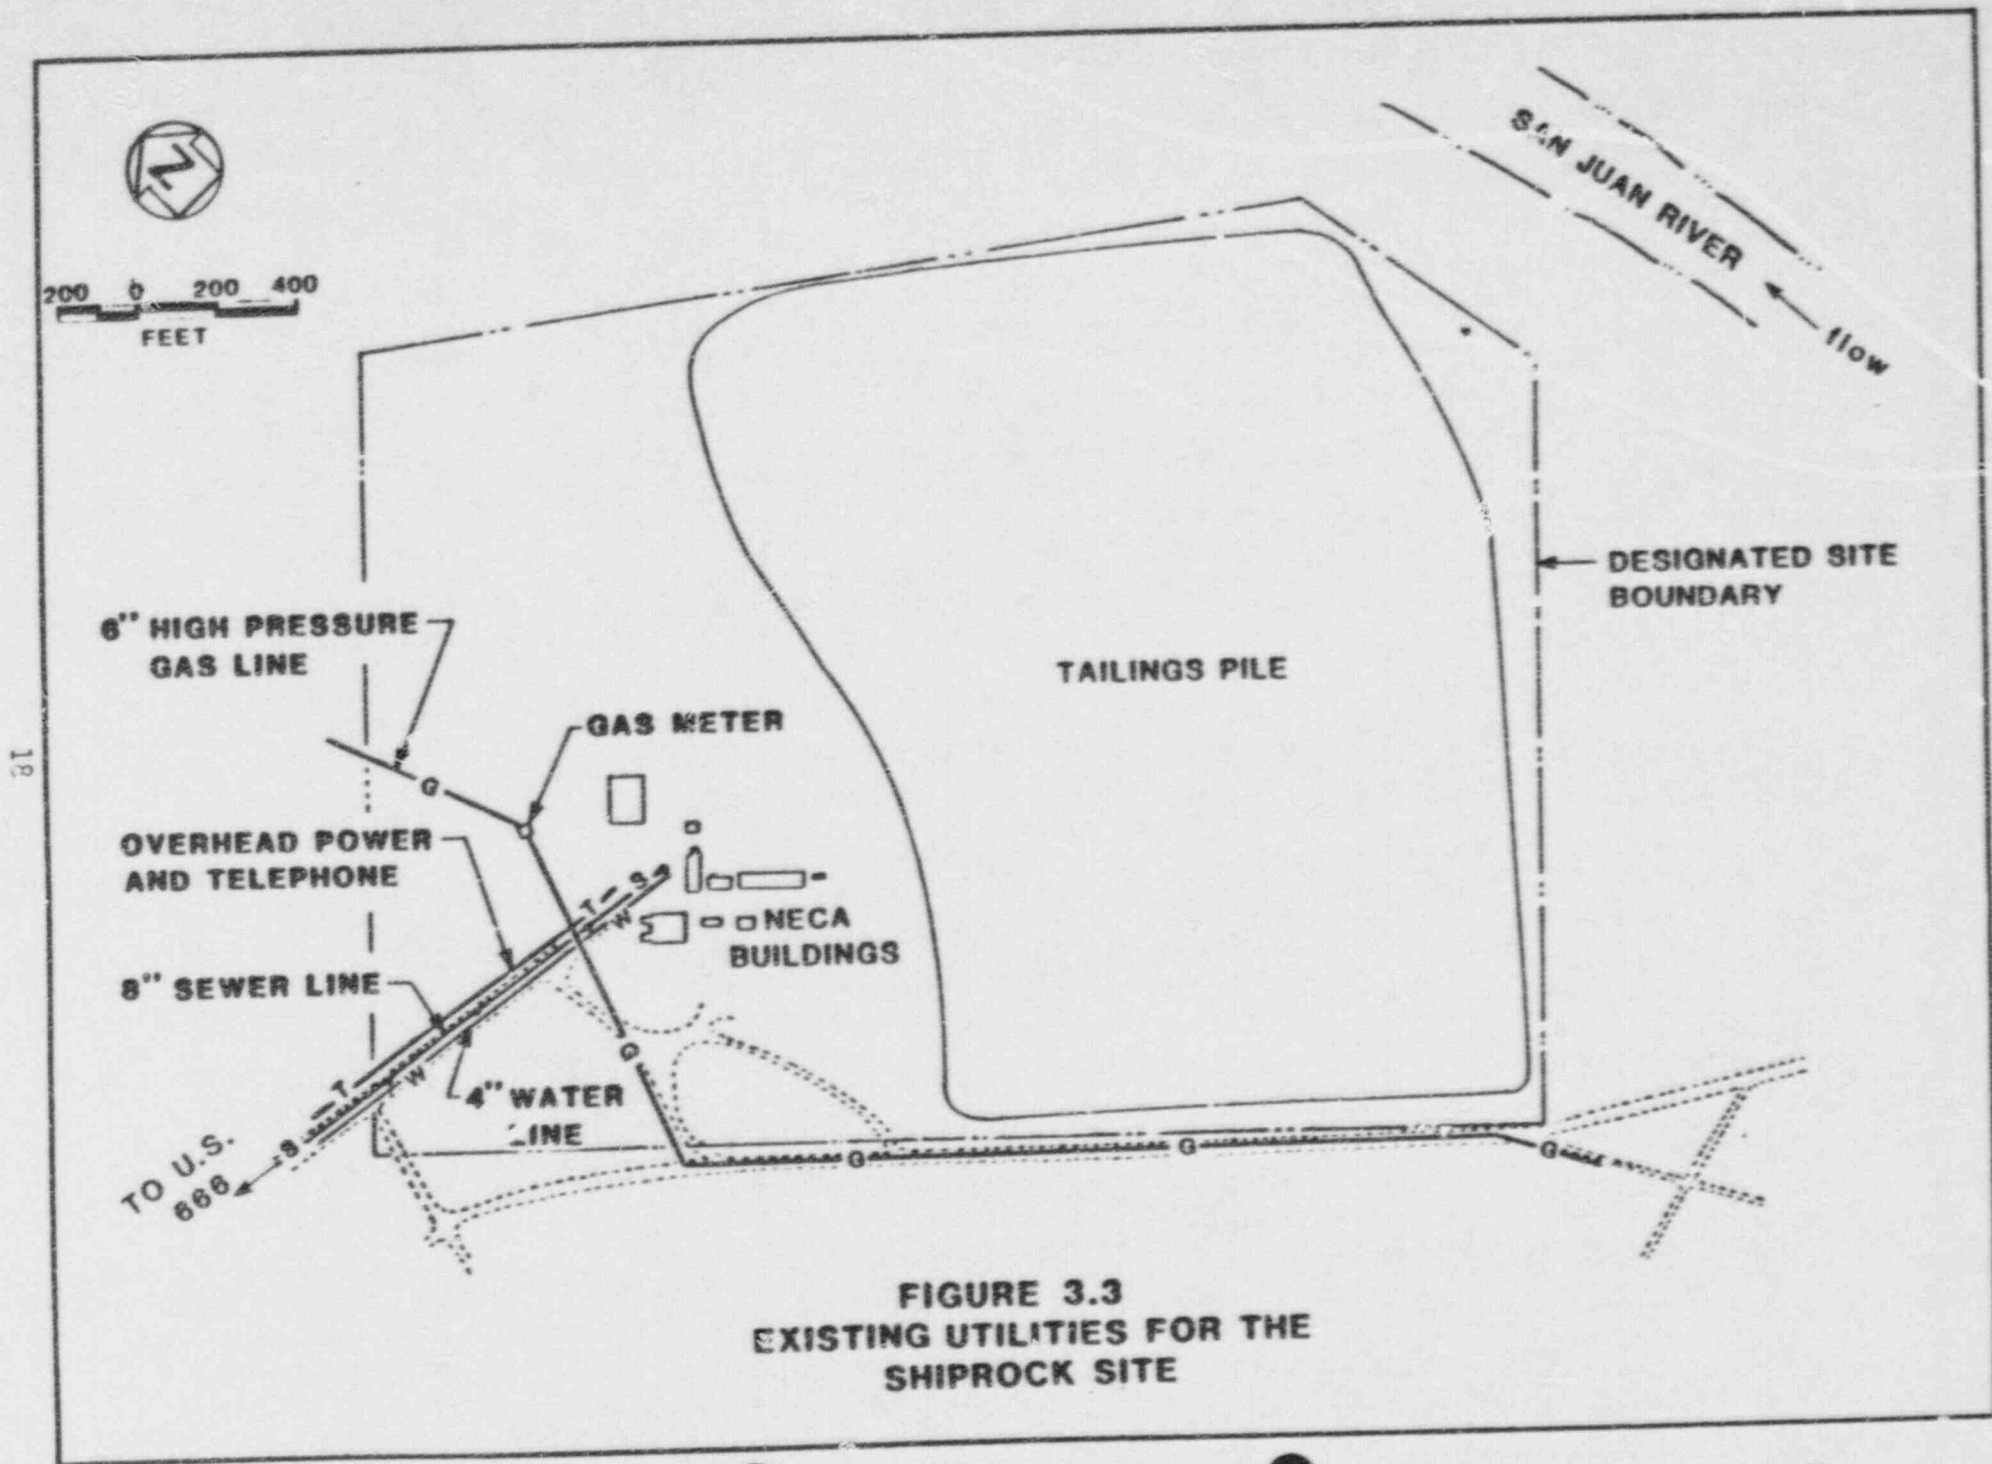 SAN JUAN RIVER
flow
N
200 0 200 400
FEET
DESIGNATED SITE
BOUNDARY
6" HIGH PRESSURE
GAS LINE
TAILINGS PILE
GAS METER
G
18
OVERHEAD POWER
AND TELEPHONE
S
T
W
NECA
BUILDINGS
8" SEWER LINE
G
T
W
4" WATER
LINE
S
G
G
G
TO U.S.
666
FIGURE 3.3
EXISTING UTILITIES FOR THE
SHIPROCK SITE